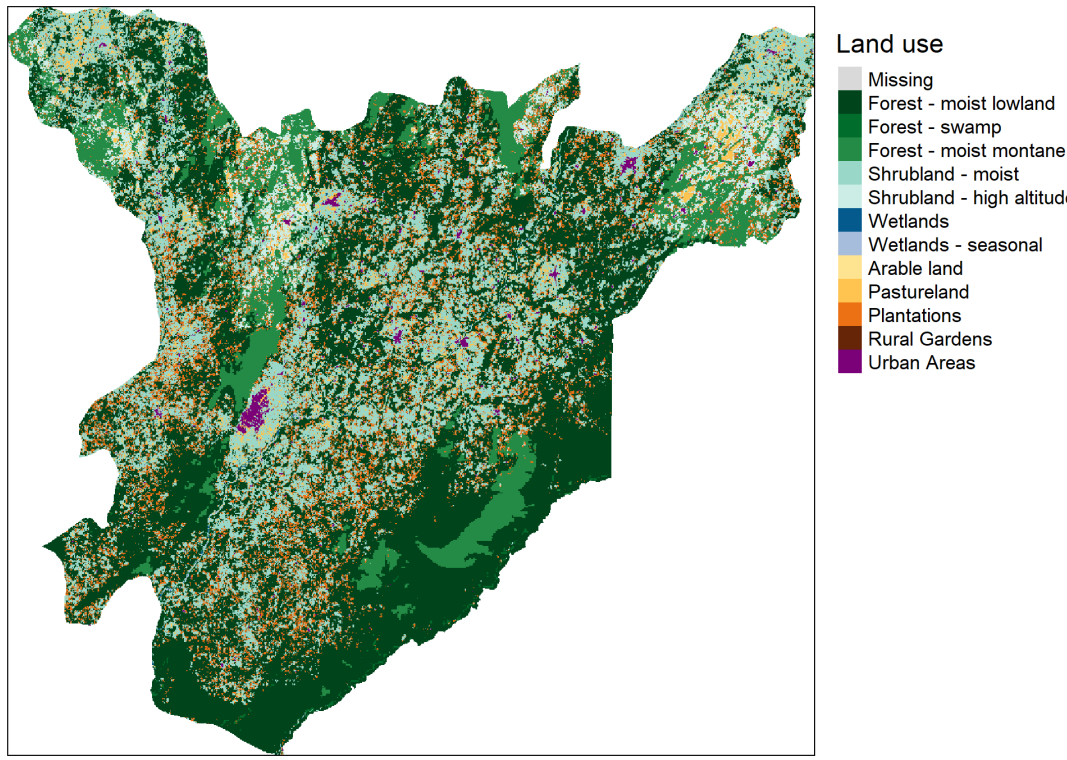 Land use
Missing
Forest - moist lowland
Forest - swamp
Forest - moist montane
Shrubland - moist
Shrubland - high altitud
Wetlands
Wetlands - seasonal
Arable land
Pastureland
Plantations
Rural Gardens
Urban Areas